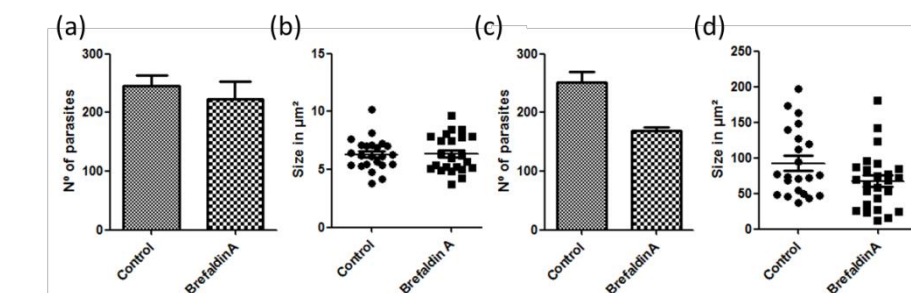 (a)
Nº of parasites
300
200
100
0
Control
BrefaldinA
(b)
Size in µm²
15
10
5
0
Control
Brefaldin A
(c)
Nº of parasites
300
200
100
0
Control
BrefaldinA
(d)
Size in µm²
250
200
150
100
50
0
Control
BrefaldinA